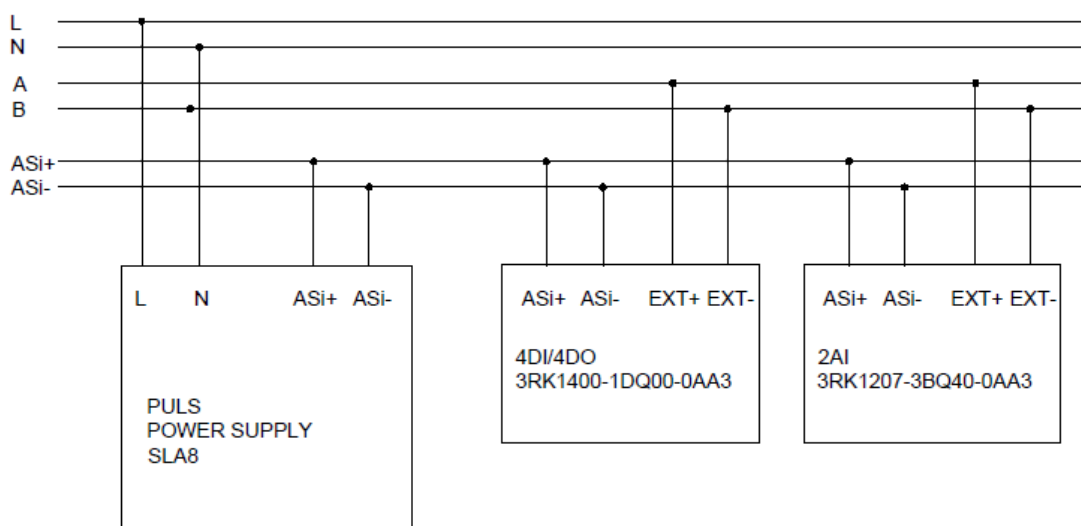 L
N
A
B
ASi+
ASi-
L N ASi+ ASi-
PULS
POWER SUPPLY
SLA8
ASi+ ASi- EXT+ EXT-
4DI/4DO
3RK1400-1DQ00-0AA3
ASi+ ASi- EXT+ EXT-
2AI
3RK1207-3BQ40-0AA3